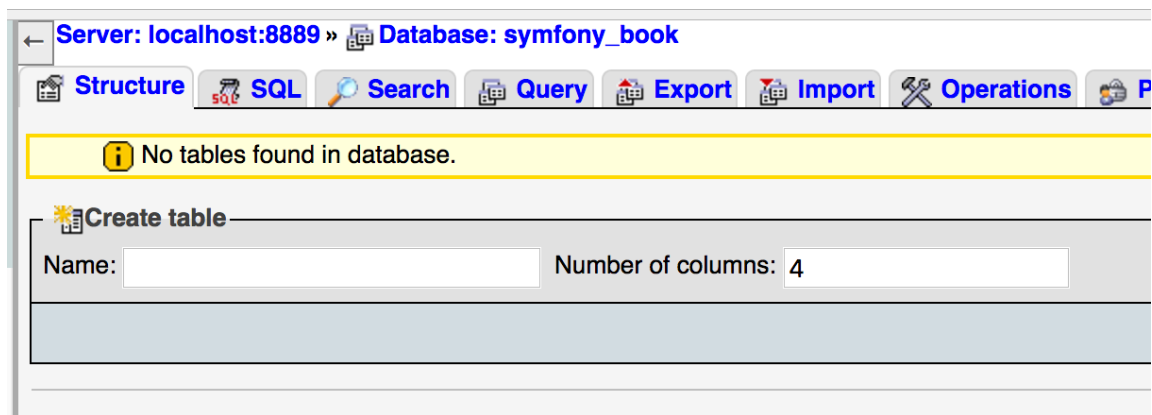 ← Server: localhost:8889 » Database: symfony_book
Structure SQL Search Query Export Import Operations P
No tables found in database.
Create table
Name: Number of columns: 4